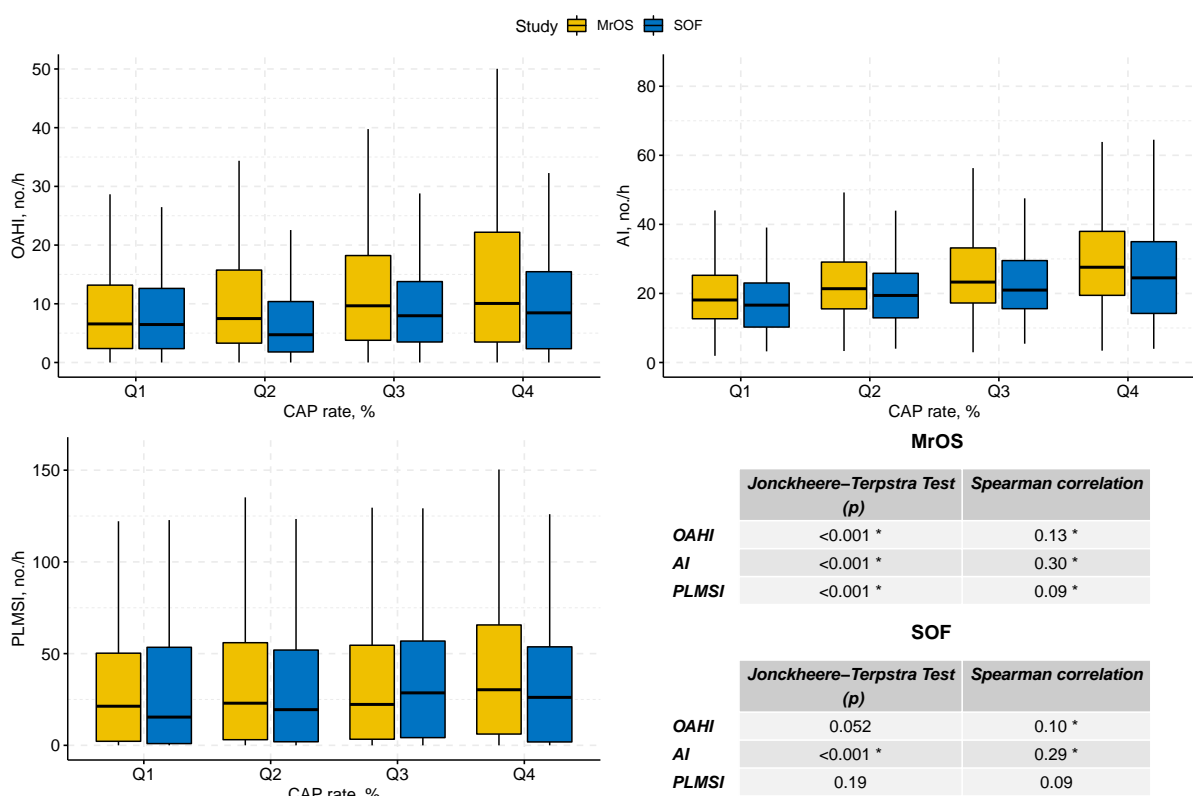 Study MrOS SOF
OAHI, no./h
50
40
30
20
10
0
Q1 Q2 Q3 Q4
CAP rate, %
AI, no./h
80
60
40
20
0
Q1 Q2 Q3 Q4
CAP rate, %
PLMSI, no./h
150
100
50
0
Q1 Q2 Q3 Q4
CAP rate, %
MrOS
Jonckheere−Terpstra Test Spearman correlation
(p)
OAHI <0.001 * 0.13 *
AI <0.001 * 0.30 *
PLMSI <0.001 * 0.09 *
SOF
Jonckheere−Terpstra Test Spearman correlation
(p)
OAHI 0.052 0.10 *
AI <0.001 * 0.29 *
PLMSI 0.19 0.09